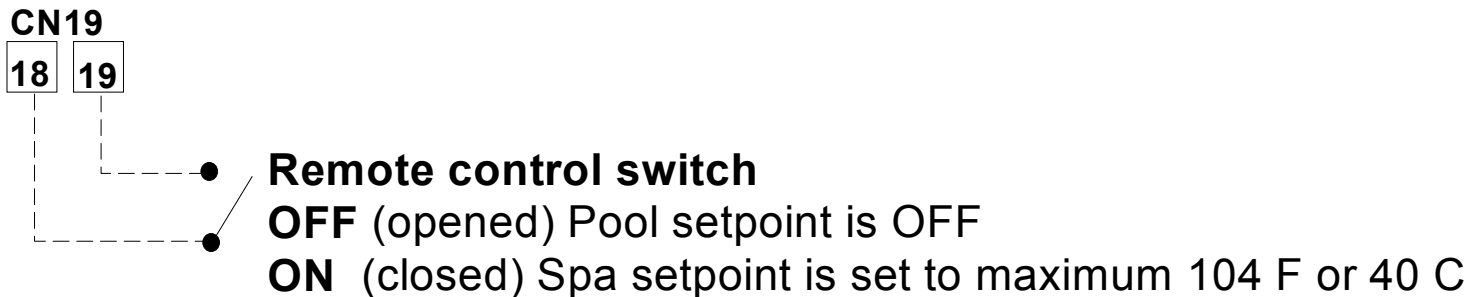 CN19
18 19
Remote control switch
OFF (opened) Pool setpoint is OFF
ON (closed) Spa setpoint is set to maximum 104 F or 40 C